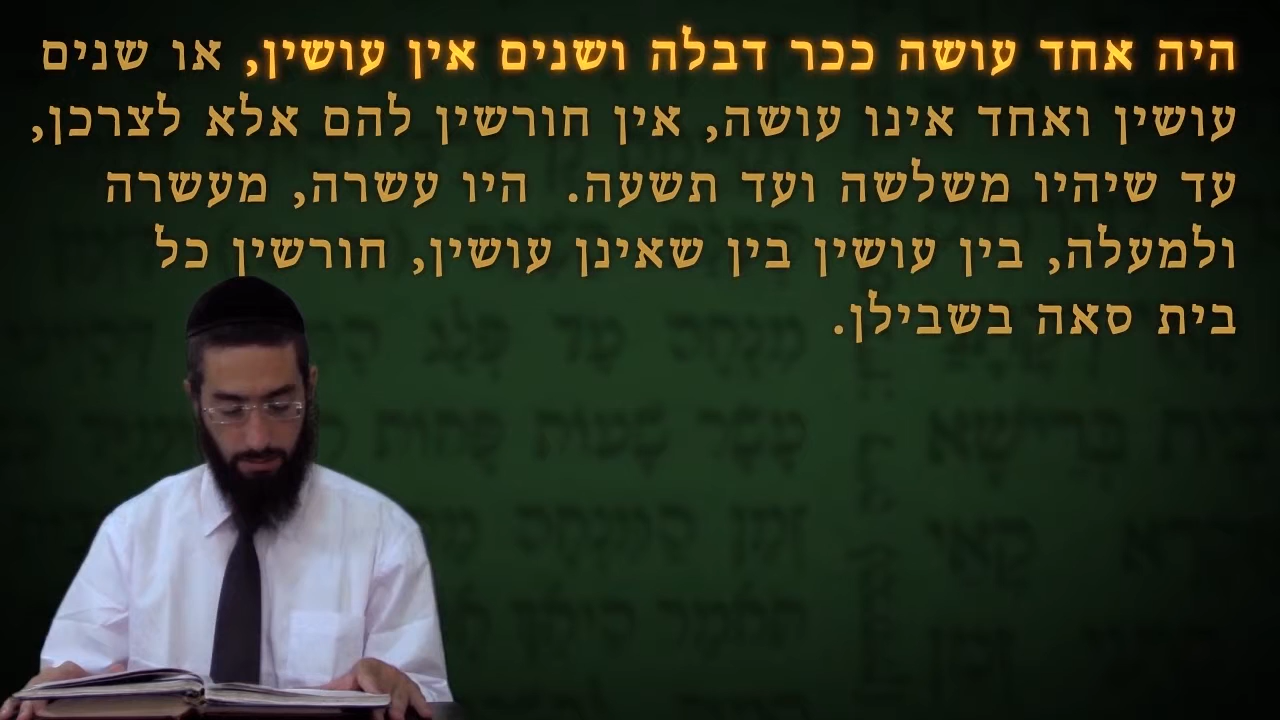 היה אחד עושה ככר דבלה ושנים אין עושין, או שנים
עושין ואחד אינו עושה, אין חורשין להם אלא לצרכן,
עד שיהיו משלשה ועד תשעה. היו עשרה, מעשרה
ולמעלה, בין עושין בין שאינן עושין, חורשין כל
בית סאה בשבילן.